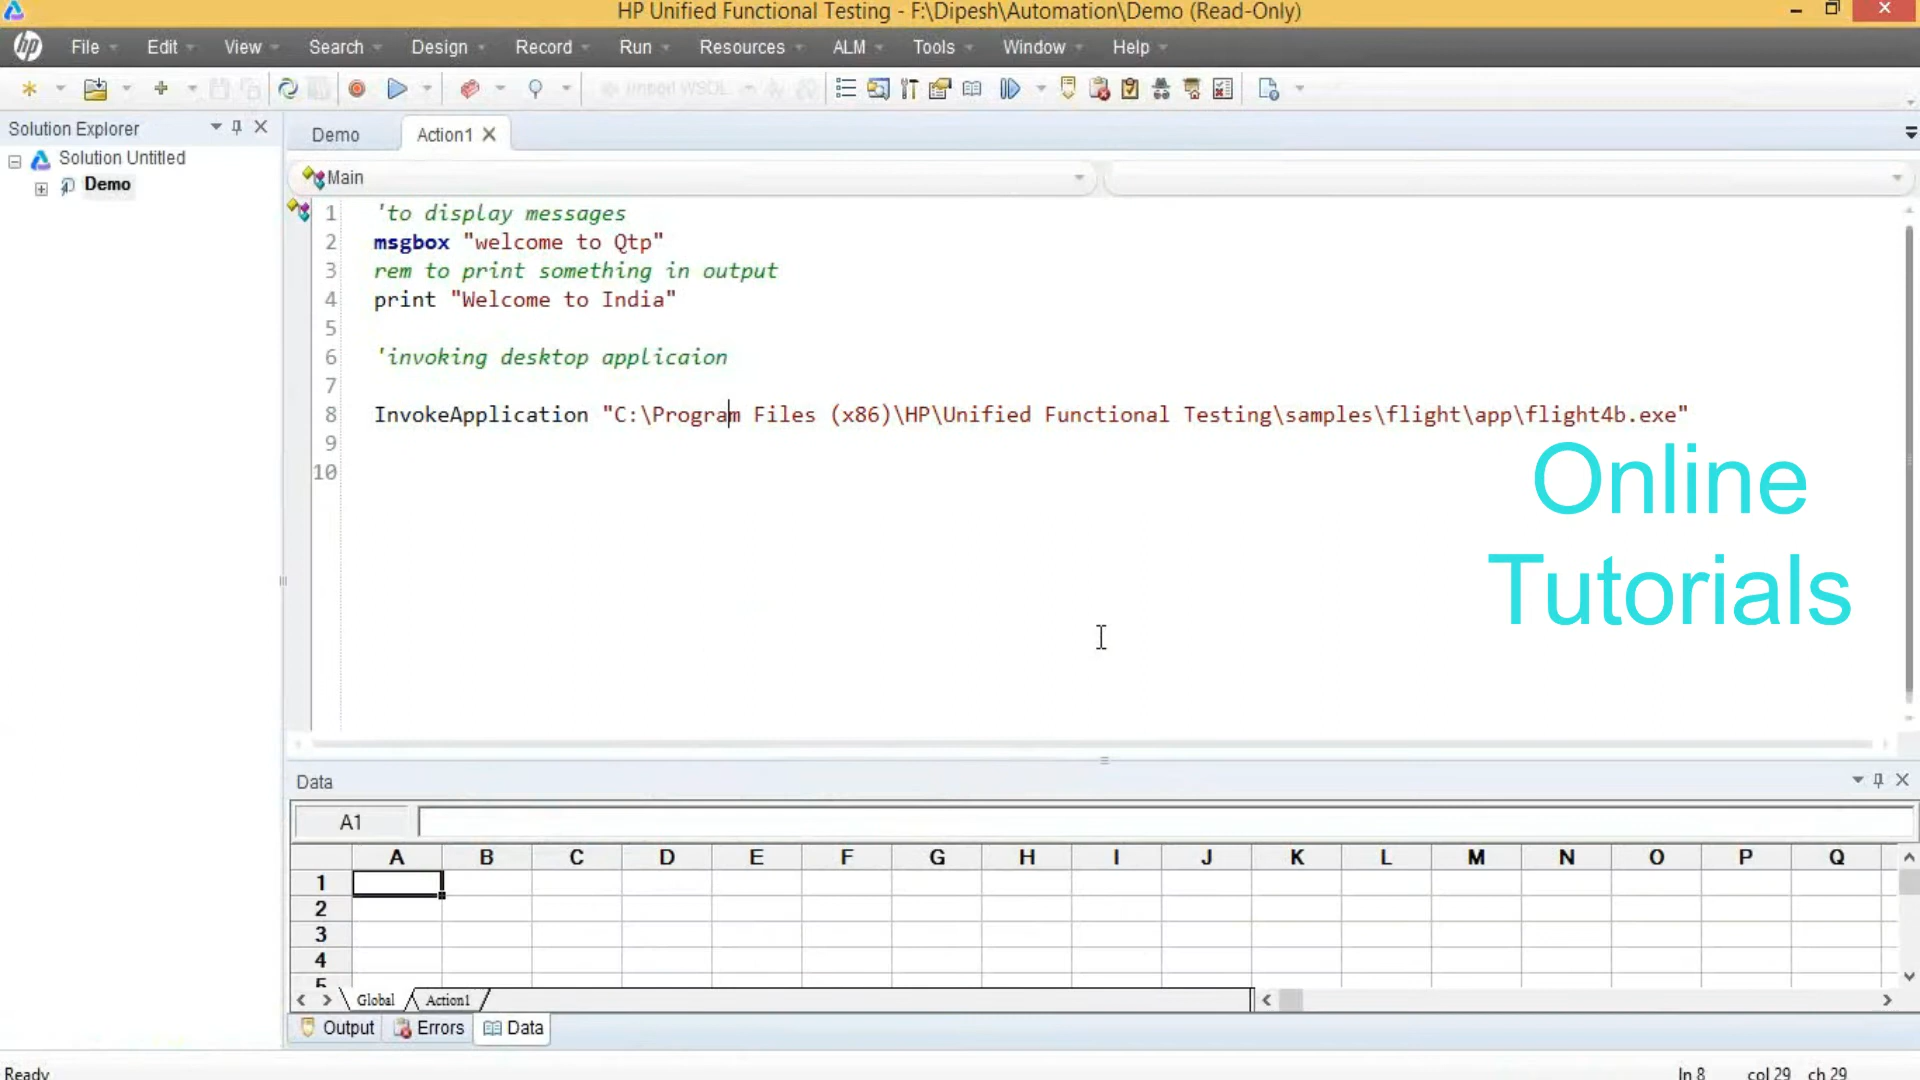 HP Unified Functional Testing - F:\Dipesh\Automation\Demo (Read-Only)
hp File Edit View Search Design Record Run Resources ALM Tools Window Help
Import WSDL
Solution Explorer
Solution Untitled
Demo
Demo Action1
Main
1 'to display messages
2 msgbox "welcome to Qtp"
3 rem to print something in output
4 print "Welcome to India"
5
6 'invoking desktop applicaion
7
8 InvokeApplication "C:\Program Files (x86)\HP\Unified Functional Testing\samples\flight\app\flight4b.exe"
9
10
Online
Tutorials
Data
A1
A B C D E F G H I J K L M N O P Q
1
2
3
4
5
Global Action1
Output Errors Data
Ready ln 8 col 29 ch 29